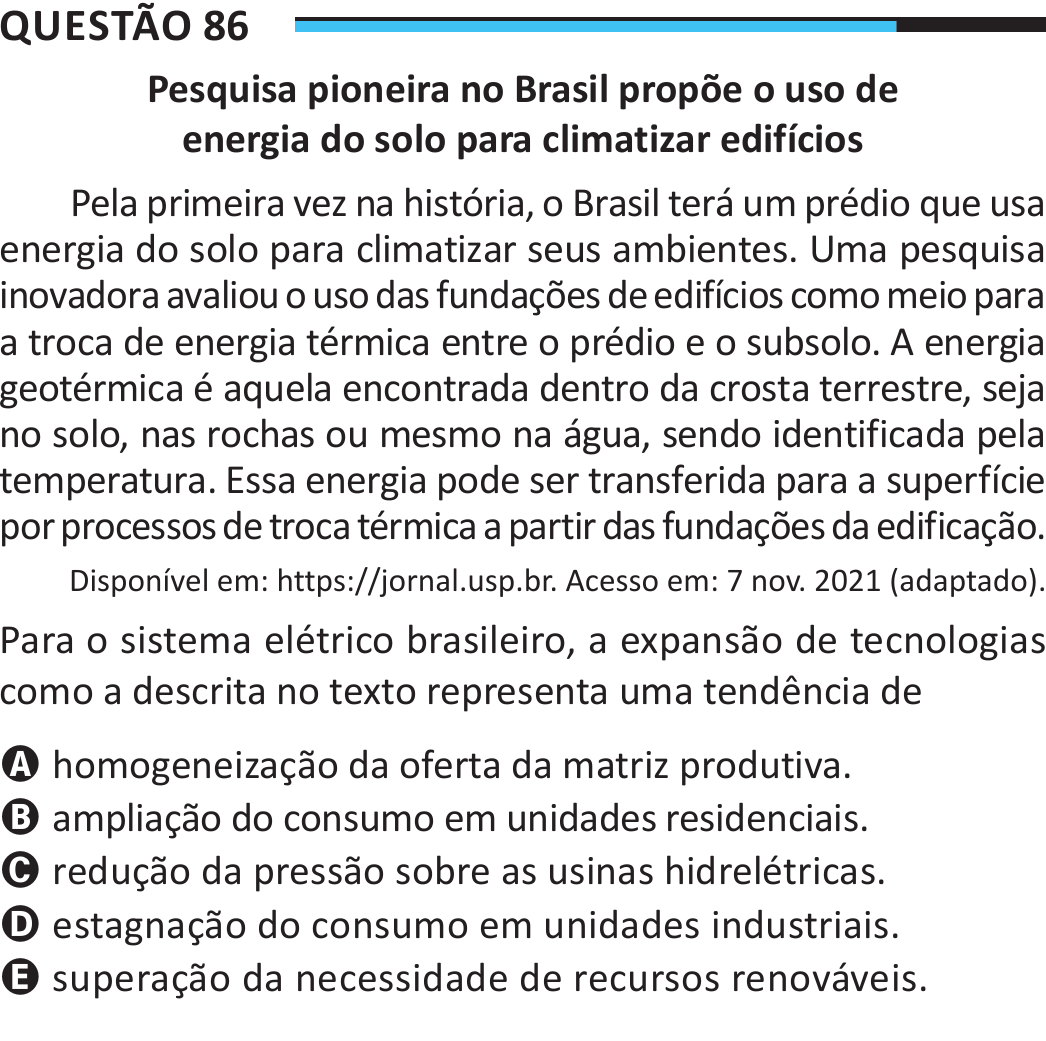 QUESTÃO 86
Pesquisa pioneira no Brasil propõe o uso de
energia do solo para climatizar edifícios
Pela primeira vez na história, o Brasil terá um prédio que usa
energia do solo para climatizar seus ambientes. Uma pesquisa
inovadora avaliou o uso das fundações de edifícios como meio para
a troca de energia térmica entre o prédio e o subsolo. A energia
geotérmica é aquela encontrada dentro da crosta terrestre, seja
no solo, nas rochas ou mesmo na água, sendo identificada pela
temperatura. Essa energia pode ser transferida para a superfície
por processos de troca térmica a partir das fundações da edificação.
Disponível em: https://jornal.usp.br. Acesso em: 7 nov. 2021 (adaptado).
Para o sistema elétrico brasileiro, a expansão de tecnologias
como a descrita no texto representa uma tendência de
A homogeneização da oferta da matriz produtiva.
B ampliação do consumo em unidades residenciais.
C redução da pressão sobre as usinas hidrelétricas.
D estagnação do consumo em unidades industriais.
E superação da necessidade de recursos renováveis.